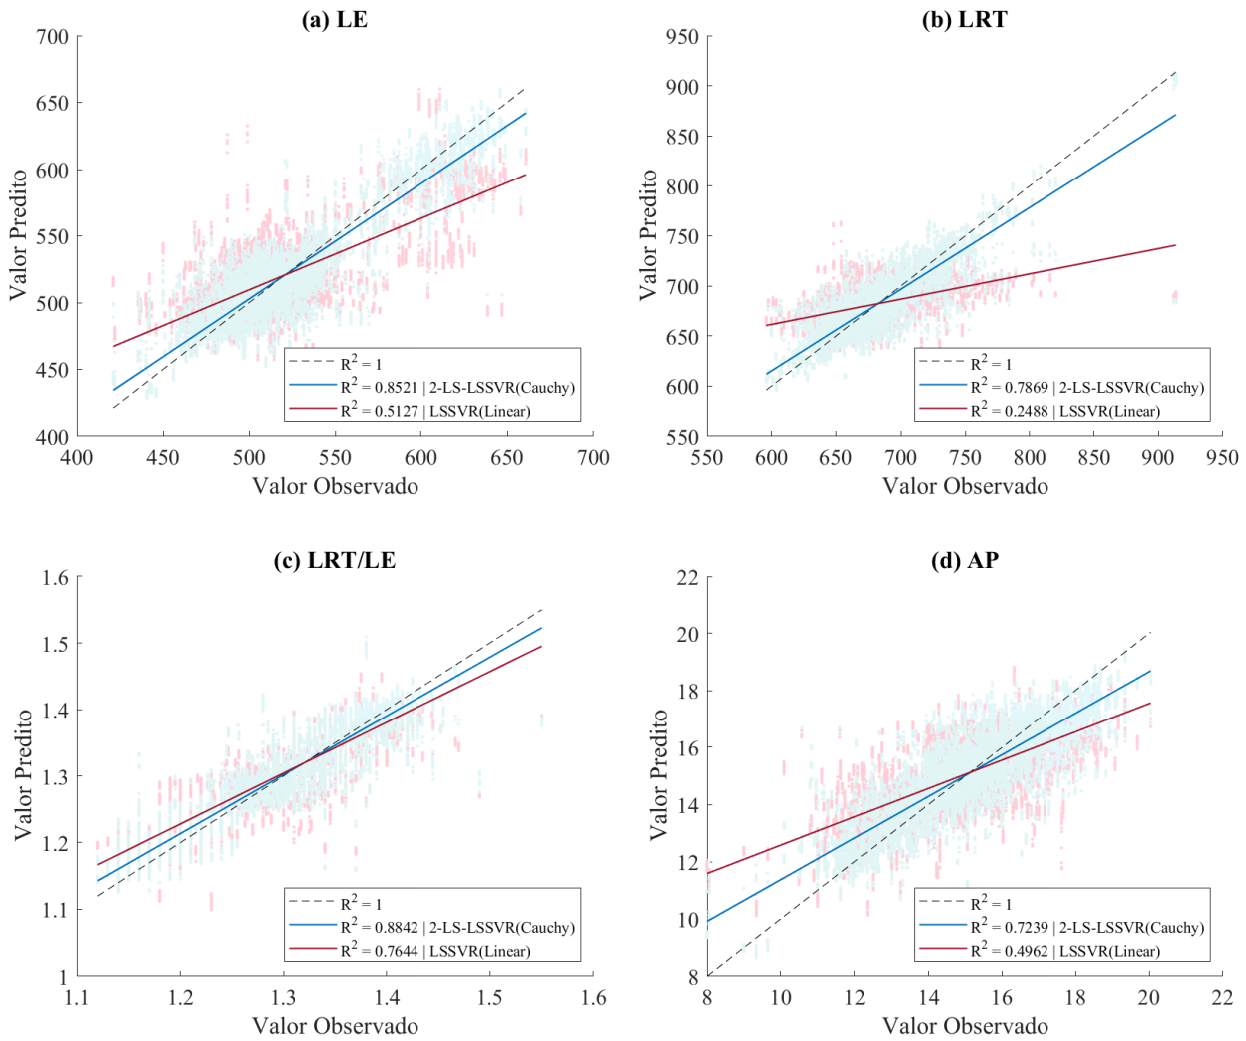 (a) LE
700
650
600
550
500
450
400
400 450 500 550 600 650 700
Valor Predito
Valor Observado
R² = 1
R² = 0.8521 | 2-LS-LSSVR(Cauchy)
R² = 0.5127 | LSSVR(Linear)
(b) LRT
950
900
850
800
750
700
650
600
550
550 600 650 700 750 800 850 900 950
Valor Predito
Valor Observado
R² = 1
R² = 0.7869 | 2-LS-LSSVR(Cauchy)
R² = 0.2488 | LSSVR(Linear)
(c) LRT/LE
1.6
1.5
1.4
1.3
1.2
1.1
1
1.1 1.2 1.3 1.4 1.5 1.6
Valor Predito
Valor Observado
R² = 1
R² = 0.8842 | 2-LS-LSSVR(Cauchy)
R² = 0.7644 | LSSVR(Linear)
(d) AP
22
20
18
16
14
12
10
8
8 10 12 14 16 18 20 22
Valor Predito
Valor Observado
R² = 1
R² = 0.7239 | 2-LS-LSSVR(Cauchy)
R² = 0.4962 | LSSVR(Linear)